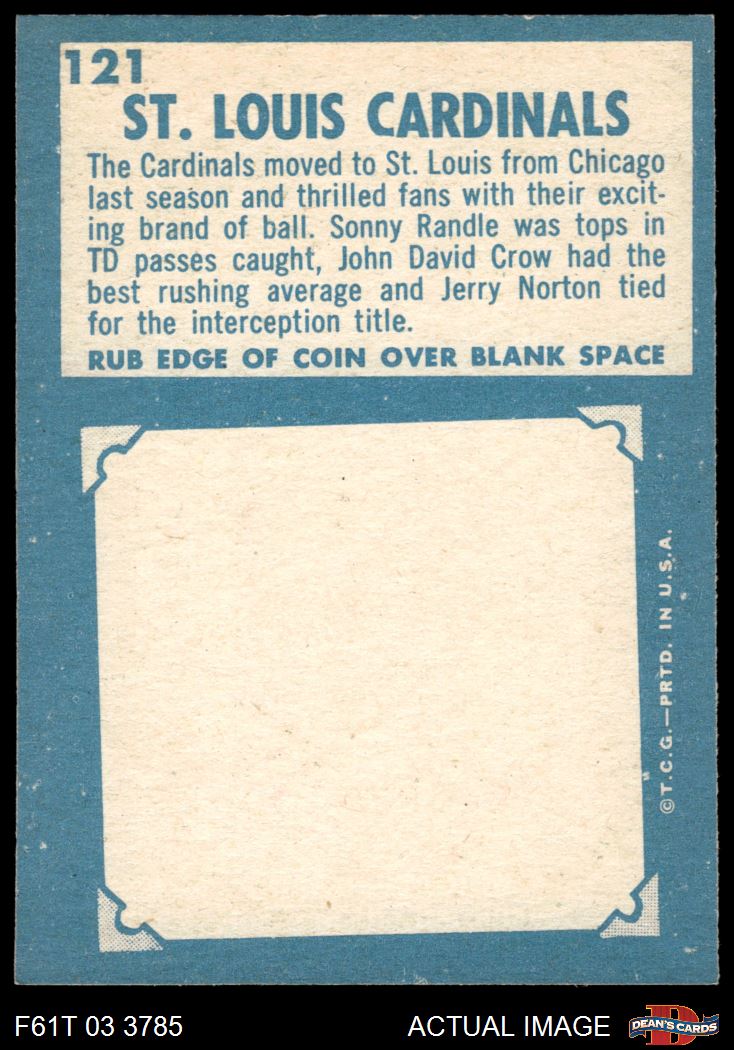 121
ST. LOUIS CARDINALS
The Cardinals moved to St. Louis from Chicago
last season and thrilled fans with their excit-
ing brand of ball. Sonny Randle was tops in
TD passes caught, John David Crow had the
best rushing average and Jerry Norton tied
for the interception title.
RUB EDGE OF COIN OVER BLANK SPACE
©T.C.G.—PRTD. IN U.S.A.
F61T 03 3785
ACTUAL IMAGE
D
DEAN'S CARDS